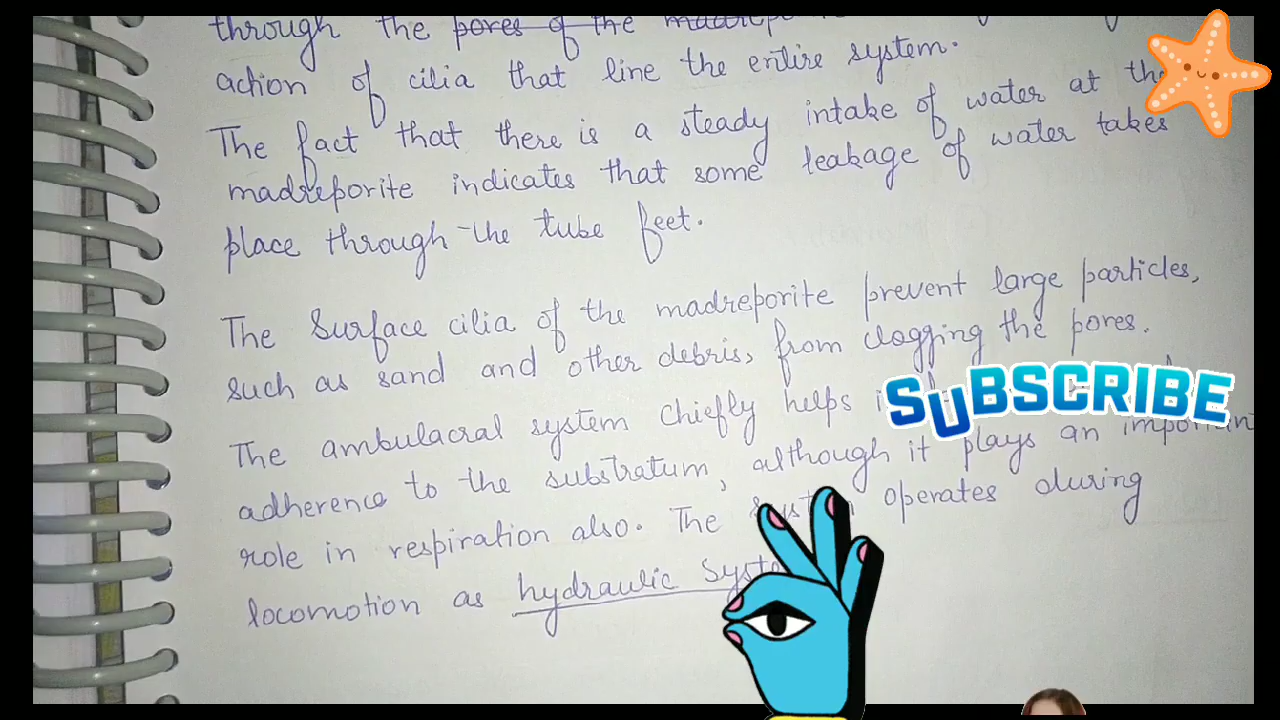 through the pores of the
action of cilia that line the entire system.
The fact that there is a steady intake of water at the
madreporite indicates that some leakage of water takes
place through the tube feet.
The Surface cilia of the madreporite prevent large particles,
such as sand and other debris, from clogging the pores.
SUBSCRIBE
The ambulacral system chiefly helps
adherence to the substratum, although it plays an important
role in respiration also. The system operates during
locomotion as hydraulic